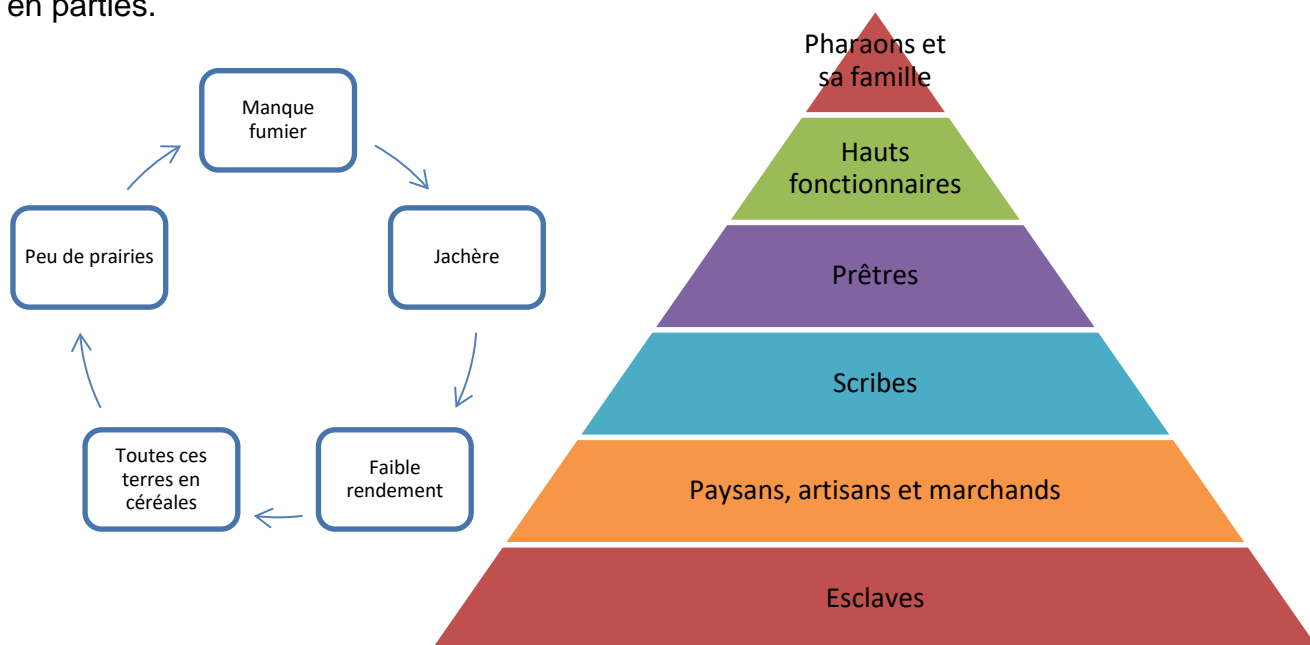 en parties.
Manque
fumier
Jachère
Faible
rendement
Toutes ces
terres en
céréales
Peu de prairies
Pharaons et
sa famille
Hauts
fonctionnaires
Prêtres
Scribes
Paysans, artisans et marchands
Esclaves